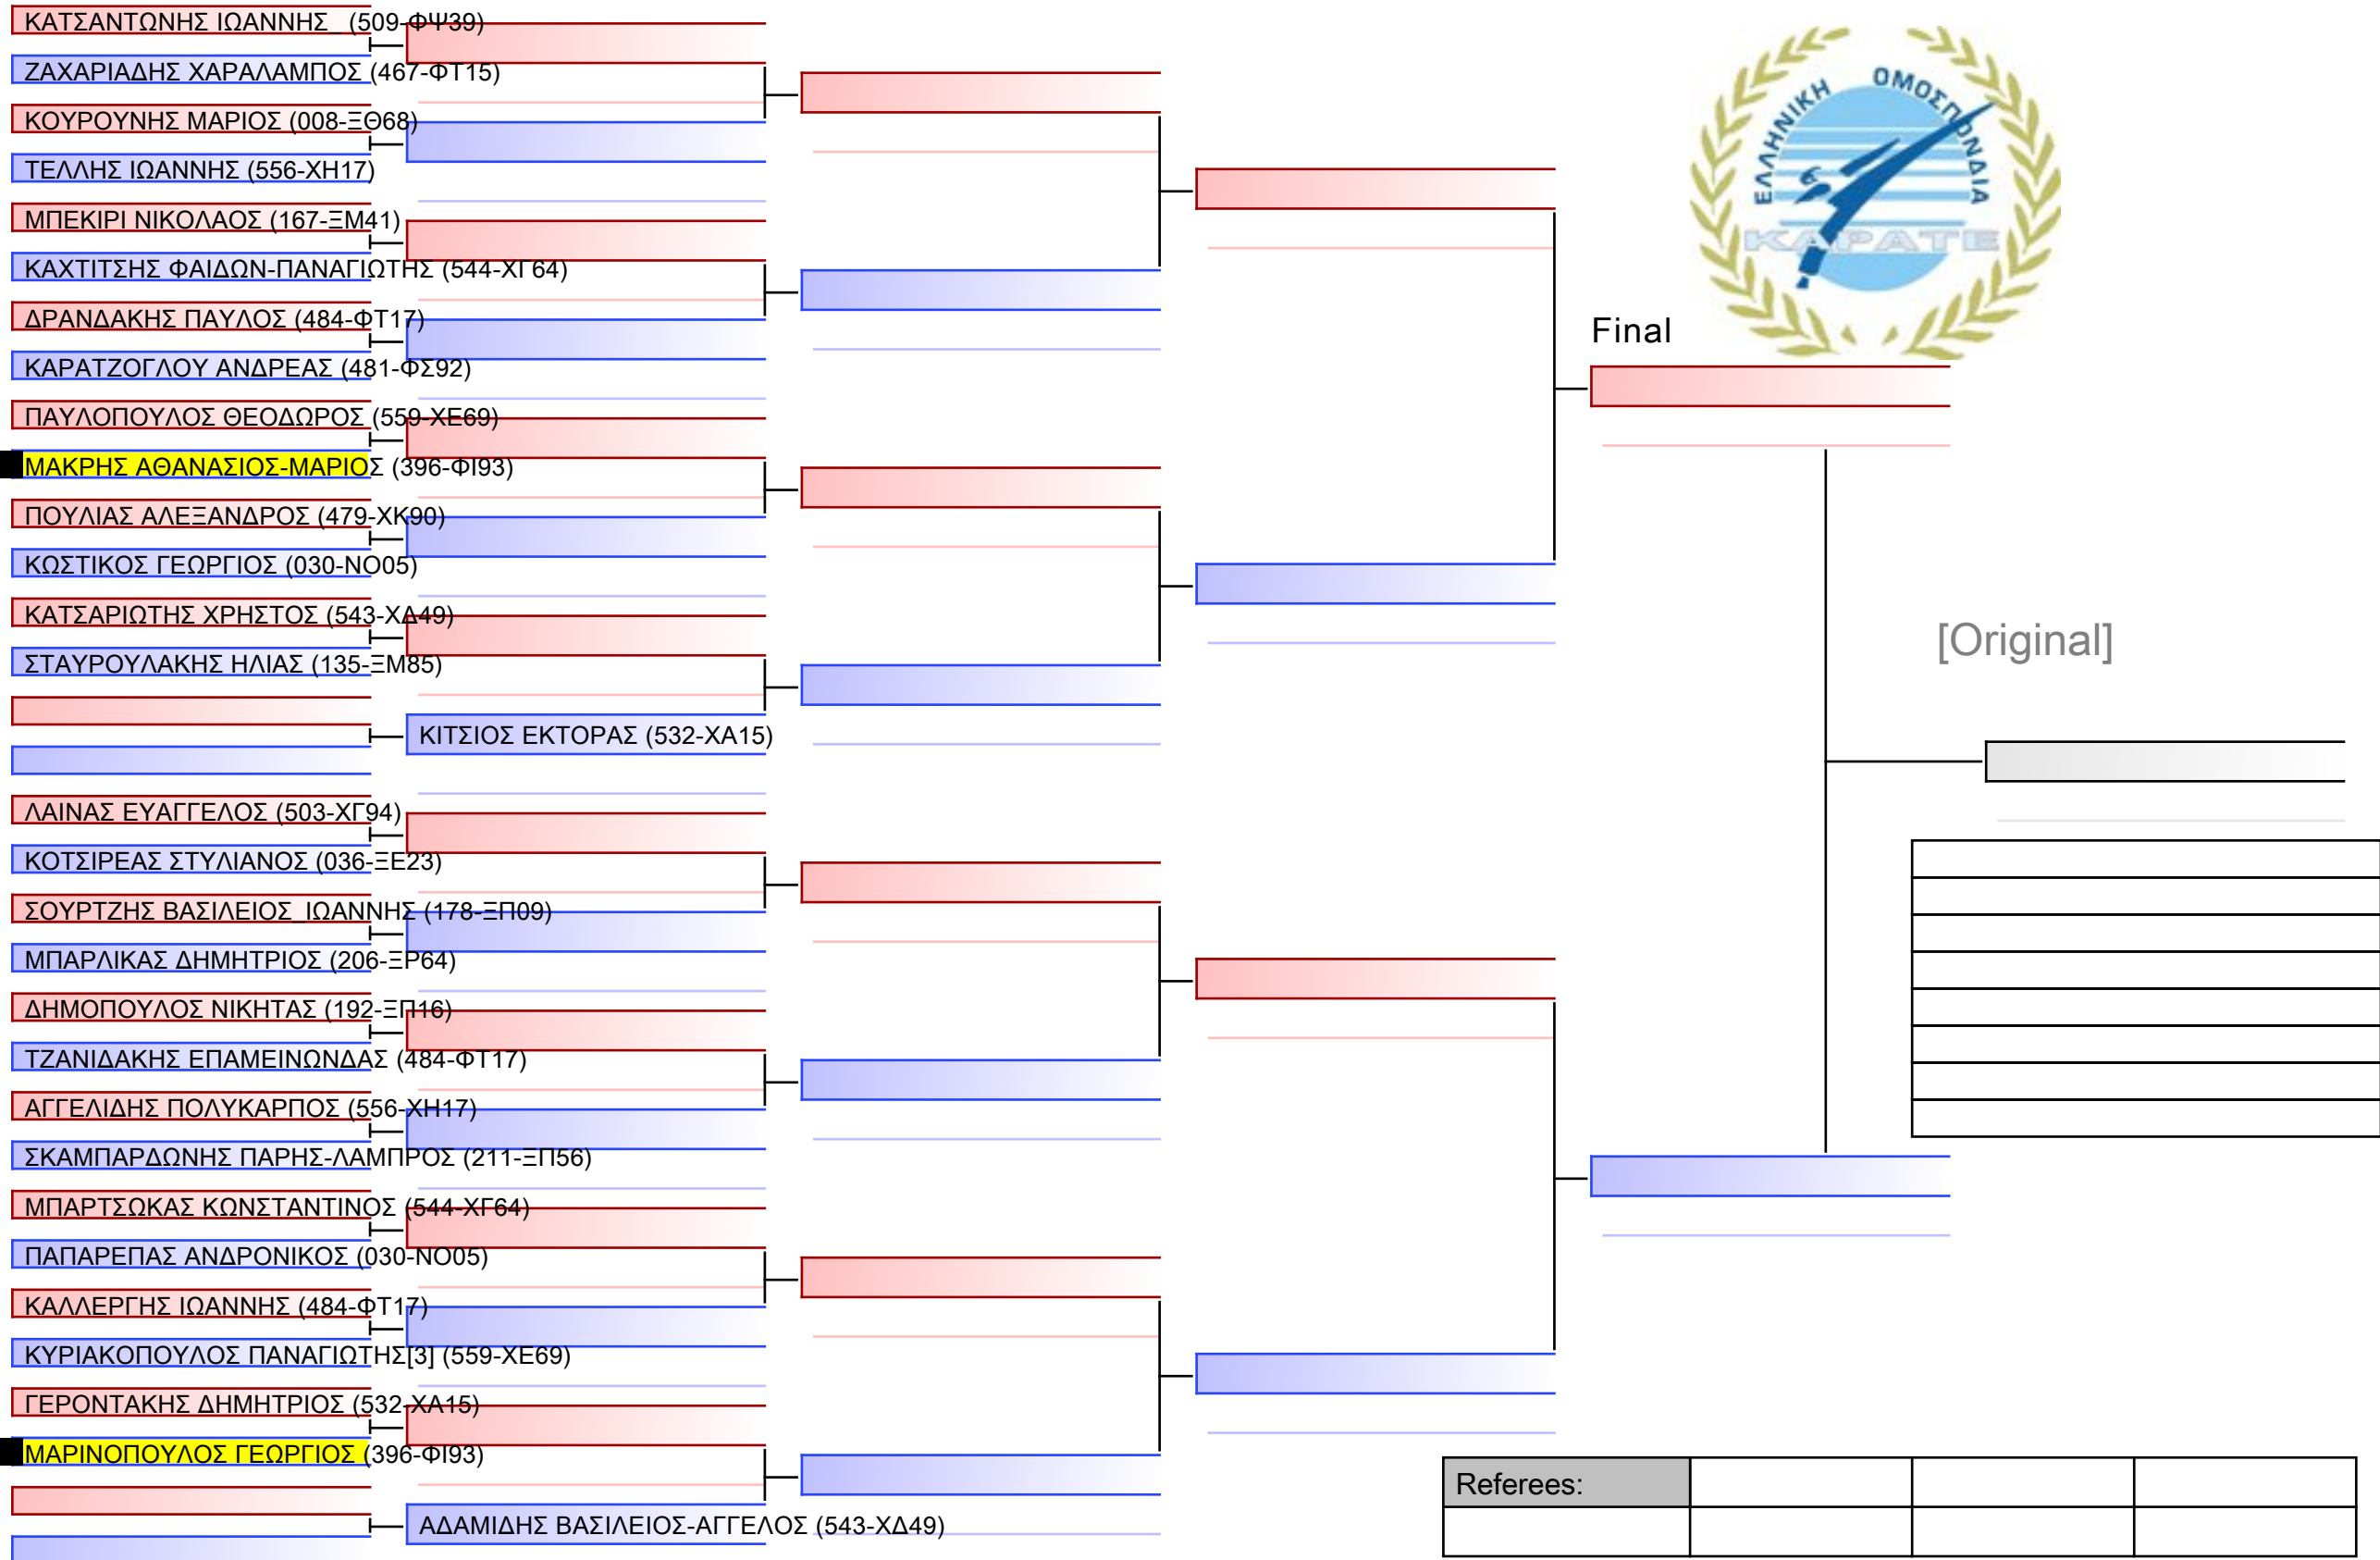 ΚΑΤΣΑΝΤΩΝΗΣ ΙΩΑΝΝΗΣ_ (509-ΦΨ39)
ΖΑΧΑΡΙΑΔΗΣ ΧΑΡΑΛΑΜΠΟΣ (467-ΦΤ15)
ΚΟΥΡΟΥΝΗΣ ΜΑΡΙΟΣ (008-ΞΘ68)
ΤΕΛΛΗΣ ΙΩΑΝΝΗΣ (556-ΧΗ17)
ΜΠΕΚΙΡΙ ΝΙΚΟΛΑΟΣ (167-ΞΜ41)
ΚΑΧΤΙΤΣΗΣ ΦΑΙΔΩΝ-ΠΑΝΑΓΙΩΤΗΣ (544-ΧΓ64)
ΔΡΑΝΔΑΚΗΣ ΠΑΥΛΟΣ (484-ΦΤ17)
ΚΑΡΑΤΖΟΓΛΟΥ ΑΝΔΡΕΑΣ (481-ΦΣ92)
ΠΑΥΛΟΠΟΥΛΟΣ ΘΕΟΔΩΡΟΣ (559-ΧΕ69)
ΜΑΚΡΗΣ ΑΘΑΝΑΣΙΟΣ-ΜΑΡΙΟΣ (396-ΦΙ93)
ΠΟΥΛΙΑΣ ΑΛΕΞΑΝΔΡΟΣ (479-ΧΚ90)
ΚΩΣΤΙΚΟΣ ΓΕΩΡΓΙΟΣ (030-ΝΟ05)
ΚΑΤΣΑΡΙΩΤΗΣ ΧΡΗΣΤΟΣ (543-ΧΔ49)
ΣΤΑΥΡΟΥΛΑΚΗΣ ΗΛΙΑΣ (135-ΞΜ85)
ΚΙΤΣΙΟΣ ΕΚΤΟΡΑΣ (532-ΧΑ15)
ΛΑΙΝΑΣ ΕΥΑΓΓΕΛΟΣ (503-ΧΓ94)
ΚΟΤΣΙΡΕΑΣ ΣΤΥΛΙΑΝΟΣ (036-ΞΕ23)
ΣΟΥΡΤΖΗΣ ΒΑΣΙΛΕΙΟΣ_ΙΩΑΝΝΗΣ (178-ΞΠ09)
ΜΠΑΡΛΙΚΑΣ ΔΗΜΗΤΡΙΟΣ (206-ΞΡ64)
ΔΗΜΟΠΟΥΛΟΣ ΝΙΚΗΤΑΣ (192-ΞΠ16)
ΤΖΑΝΙΔΑΚΗΣ ΕΠΑΜΕΙΝΩΝΔΑΣ (484-ΦΤ17)
ΑΓΓΕΛΙΔΗΣ ΠΟΛΥΚΑΡΠΟΣ (556-ΧΗ17)
ΣΚΑΜΠΑΡΔΩΝΗΣ ΠΑΡΗΣ-ΛΑΜΠΡΟΣ (211-ΞΠ56)
ΜΠΑΡΤΣΩΚΑΣ ΚΩΝΣΤΑΝΤΙΝΟΣ (544-ΧΓ64)
ΠΑΠΑΡΕΠΑΣ ΑΝΔΡΟΝΙΚΟΣ (030-ΝΟ05)
ΚΑΛΛΕΡΓΗΣ ΙΩΑΝΝΗΣ (484-ΦΤ17)
ΚΥΡΙΑΚΟΠΟΥΛΟΣ ΠΑΝΑΓΙΩΤΗΣ[3] (559-ΧΕ69)
ΓΕΡΟΝΤΑΚΗΣ ΔΗΜΗΤΡΙΟΣ (532-ΧΑ15)
ΜΑΡΙΝΟΠΟΥΛΟΣ ΓΕΩΡΓΙΟΣ (396-ΦΙ93)
ΑΔΑΜΙΔΗΣ ΒΑΣΙΛΕΙΟΣ-ΑΓΓΕΛΟΣ (543-ΧΔ49)
ΕΛΛΗΝΙΚΗ ΟΜΟΣΠΟΝΔΙΑ
ΚΑΡΑΤΕ
Final
[Original]
Referees: